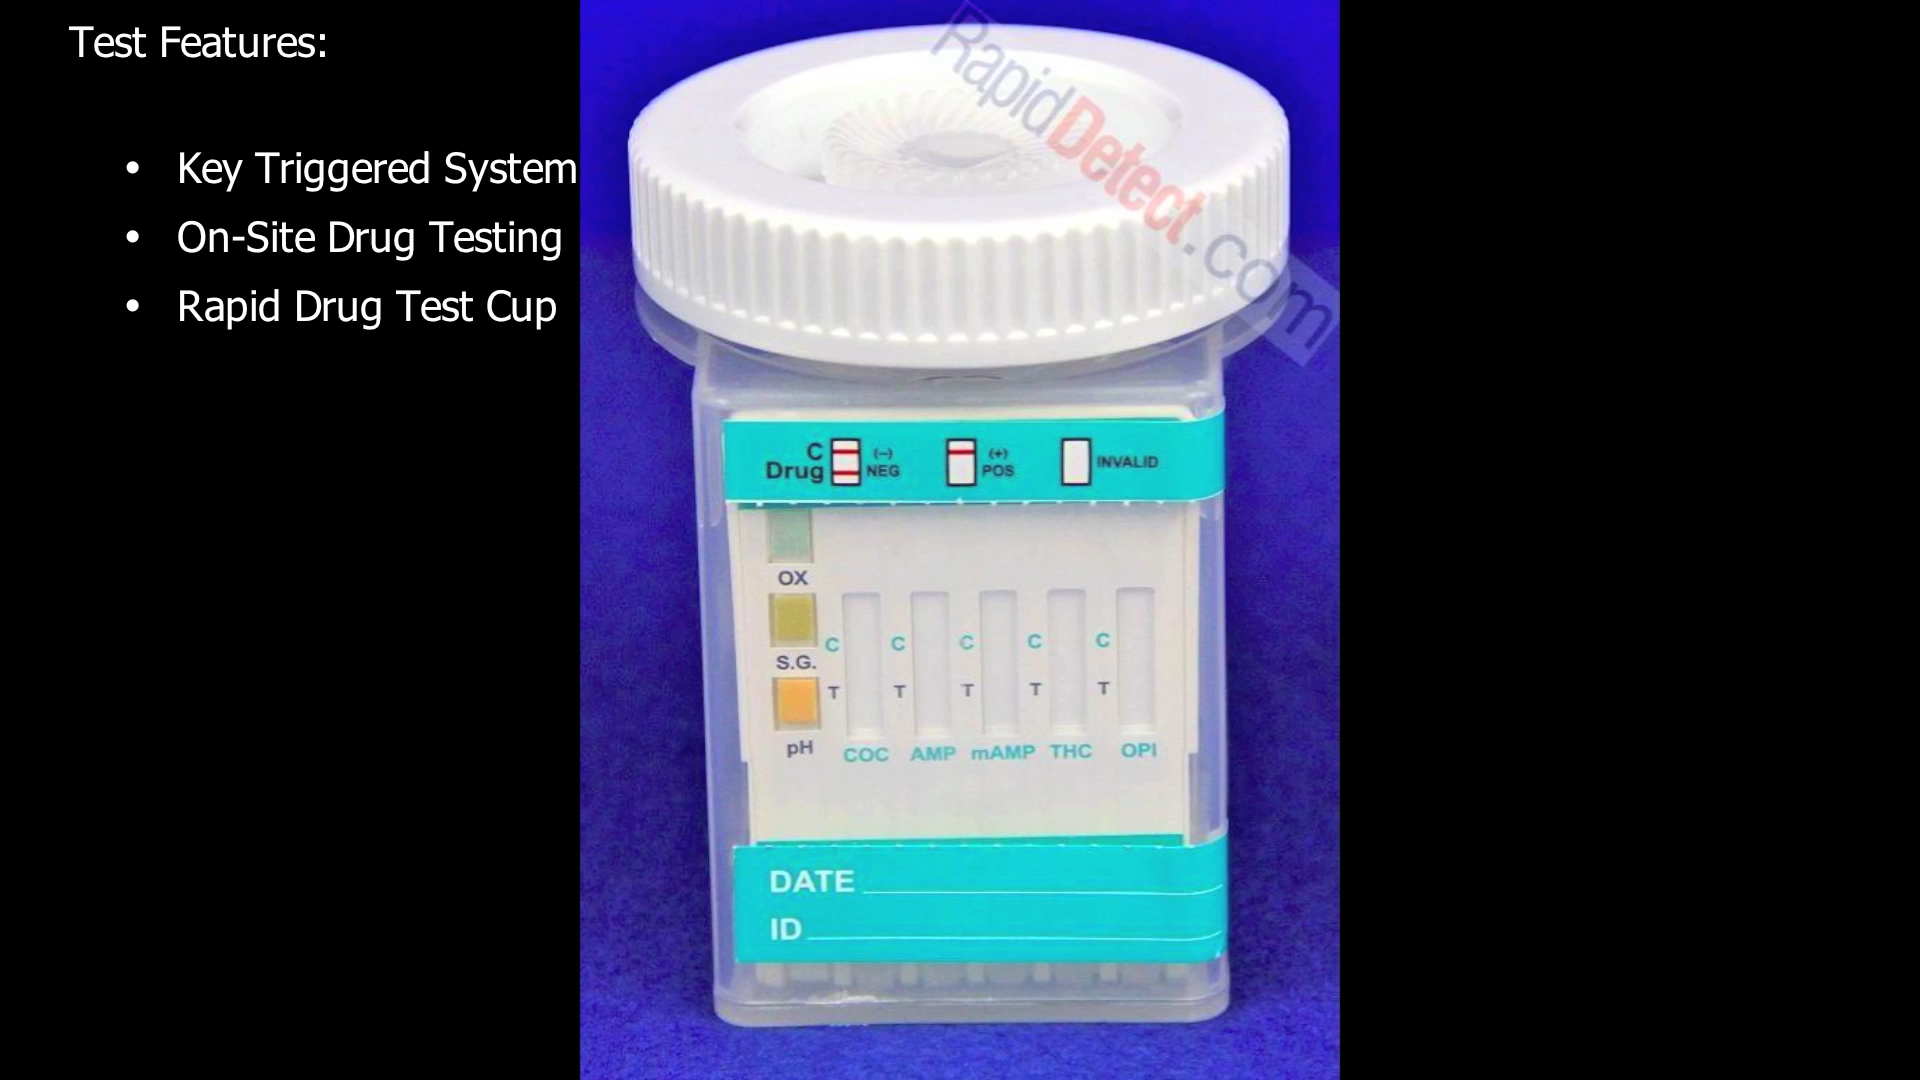 Test Features:
• Key Triggered System
• On-Site Drug Testing
• Rapid Drug Test Cup
RapidDetect.com
C
Drug
(–)
NEG
(+)
POS
INVALID
OX
S.G.
pH
C C C C C
T T T T T
COC AMP mAMP THC OPI
DATE
ID